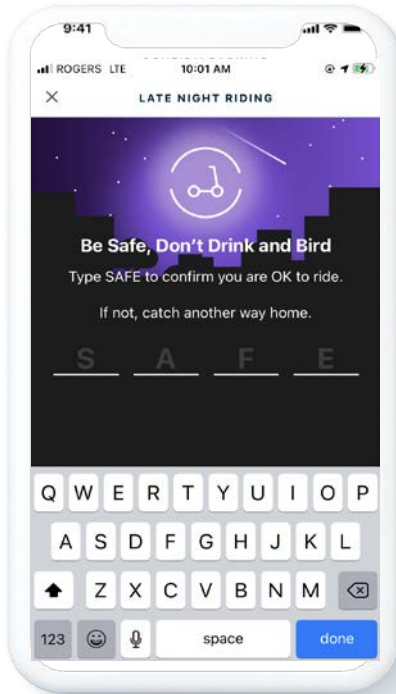 9:41
ROGERS LTE 10:01 AM
LATE NIGHT RIDING
Be Safe, Don't Drink and Bird
Type SAFE to confirm you are OK to ride.
If not, catch another way home.
S A F E
Q W E R T Y U I O P
A S D F G H J K L
Z X C V B N M
123 space done